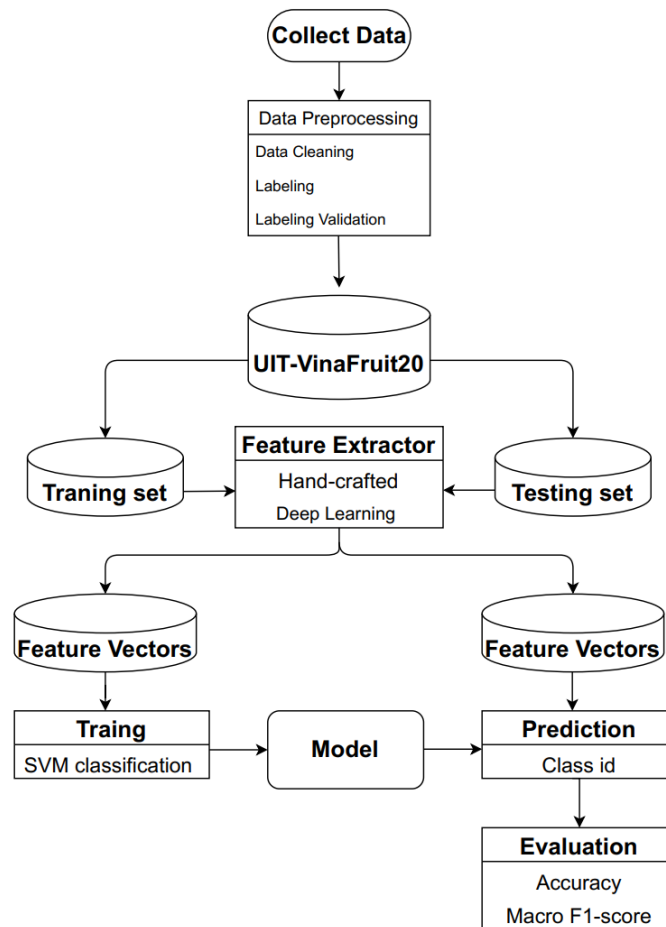 Collect Data
Data Preprocessing
Data Cleaning
Labeling
Labeling Validation
UIT-VinaFruit20
Traning set
Feature Extractor
Hand-crafted
Deep Learning
Testing set
Feature Vectors
Feature Vectors
Traing
SVM classification
Model
Prediction
Class id
Evaluation
Accuracy
Macro F1-score